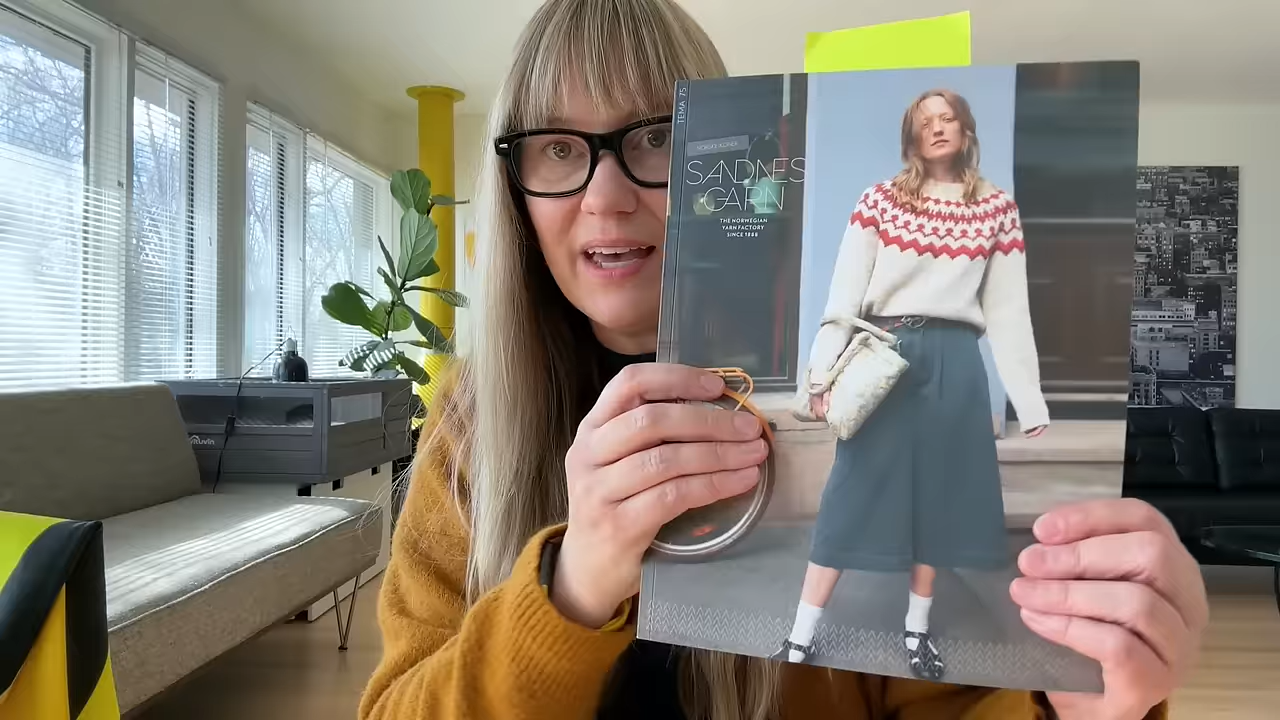 TEMA 75
SANDNES
GARN
THE NORWEGIAN
YARN FACTORY
SINCE 1888